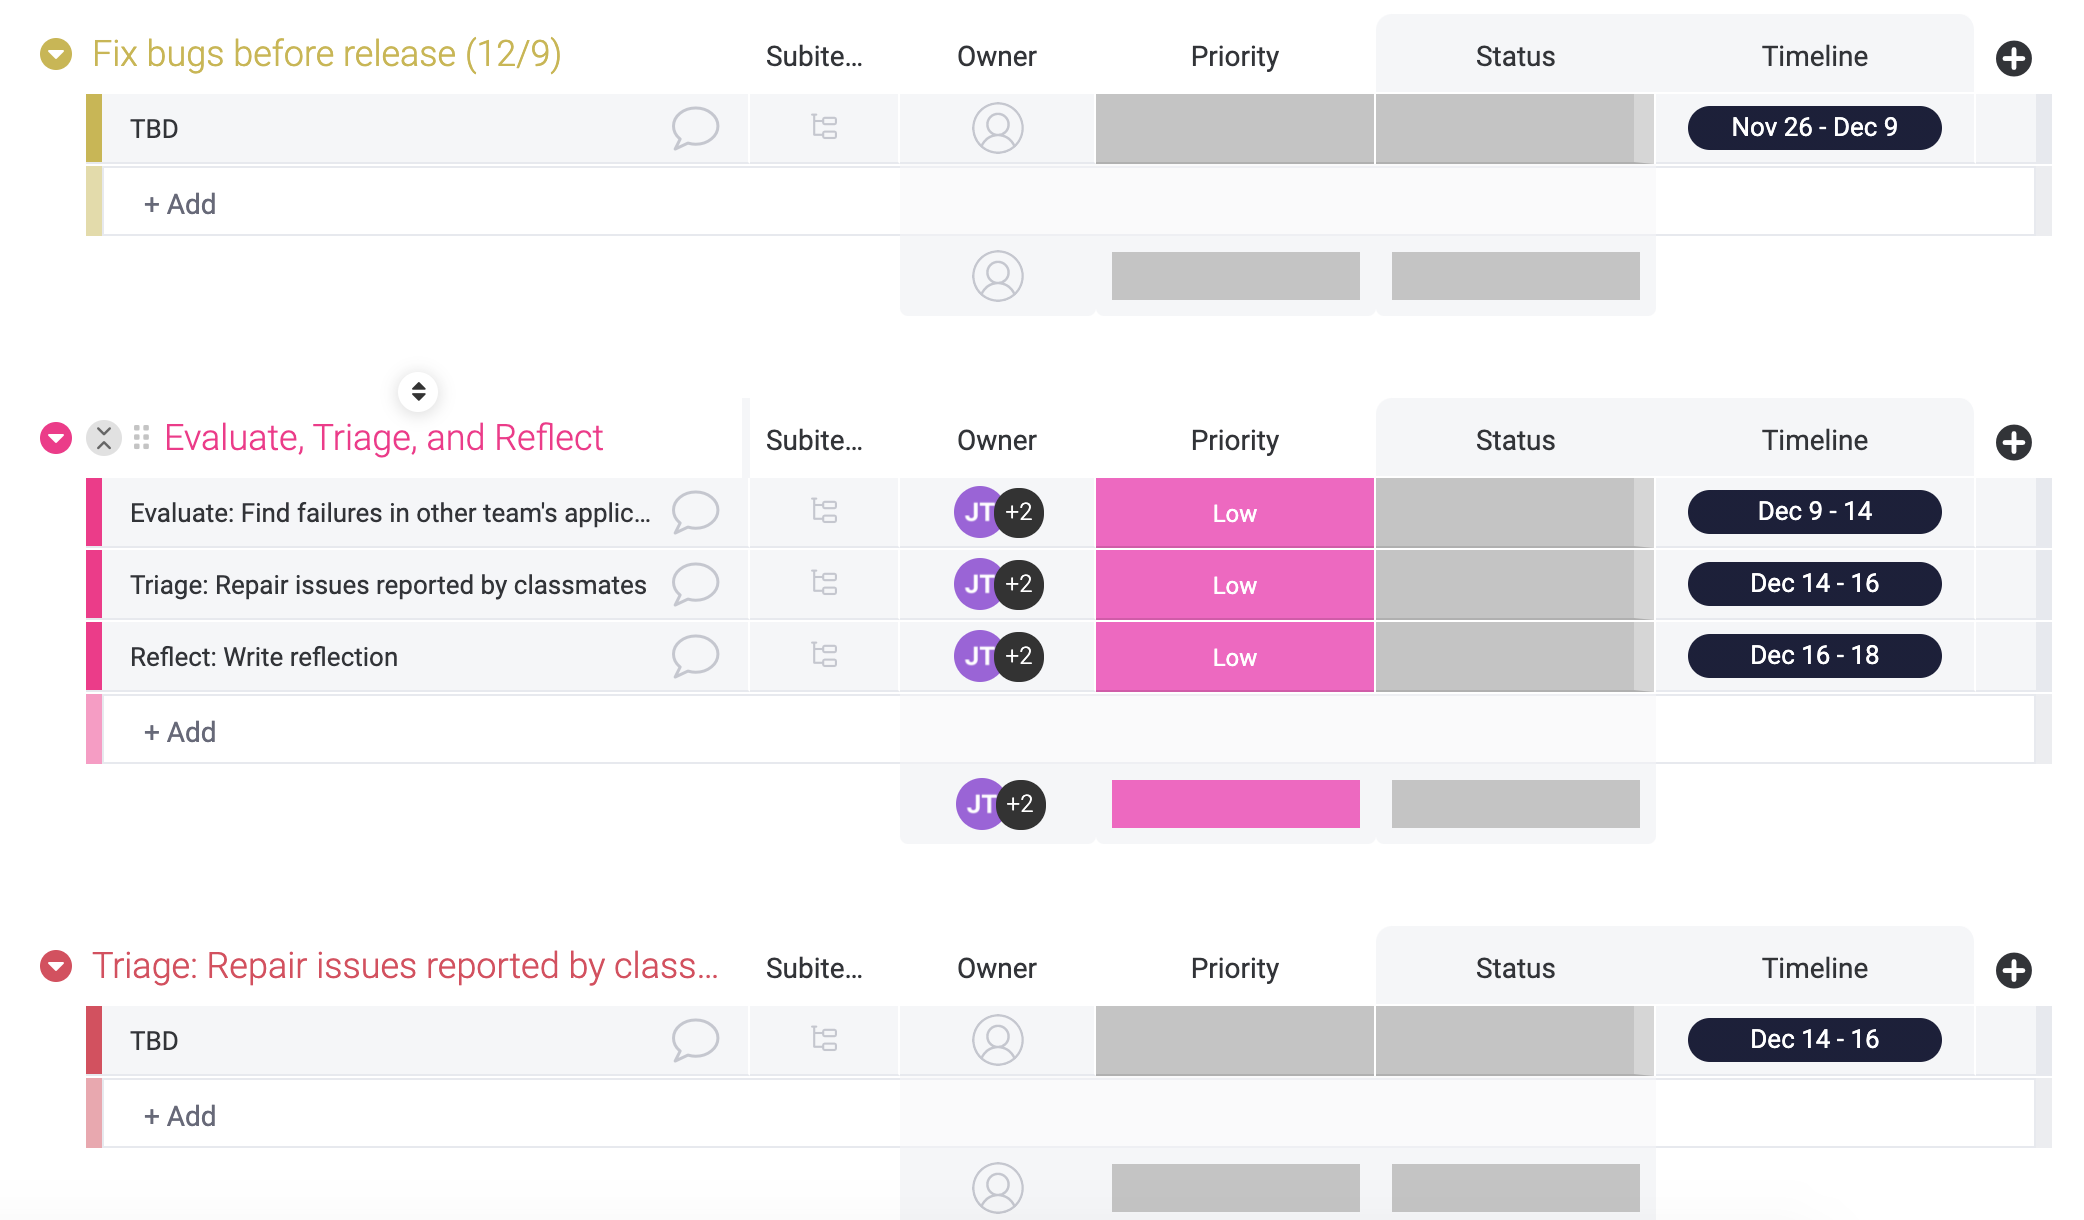 Fix bugs before release (12/9) Subite... Owner Priority Status Timeline
TBD Nov 26 - Dec 9
+ Add
Evaluate, Triage, and Reflect Subite... Owner Priority Status Timeline
Evaluate: Find failures in other team's applic... JT +2 Low Dec 9 - 14
Triage: Repair issues reported by classmates JT +2 Low Dec 14 - 16
Reflect: Write reflection JT +2 Low Dec 16 - 18
+ Add
JT +2
Triage: Repair issues reported by class... Subite... Owner Priority Status Timeline
TBD Dec 14 - 16
+ Add